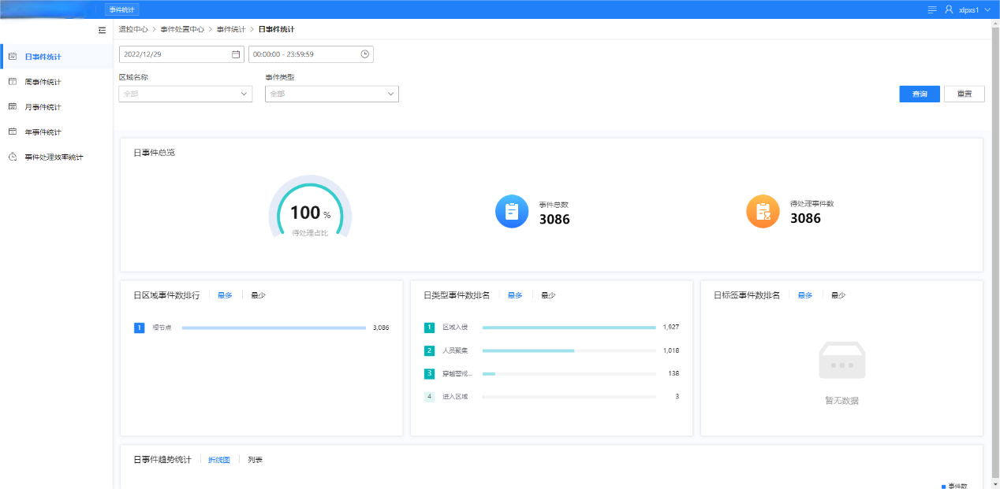 事件统计
xlpxs1
运控中心 > 事件处置中心 > 事件统计 > 日事件统计
日事件统计
周事件统计
月事件统计
年事件统计
事件处理效率统计
2022/12/29 00:00:00 - 23:59:59
区域名称 事件类型
全部 全部 查询 重置
日事件总览
100 %
待处理占比
事件总数
3086
待处理事件数
3086
日区域事件数排行 最多 最少
1 根节点 3,086
日类型事件数排名 最多 最少
1 区域入侵 1,927
2 人员聚集 1,018
3 穿越警戒... 138
4 进入区域 3
日标签事件数排名 最多 最少
暂无数据
日事件趋势统计 折线图 列表
事件数